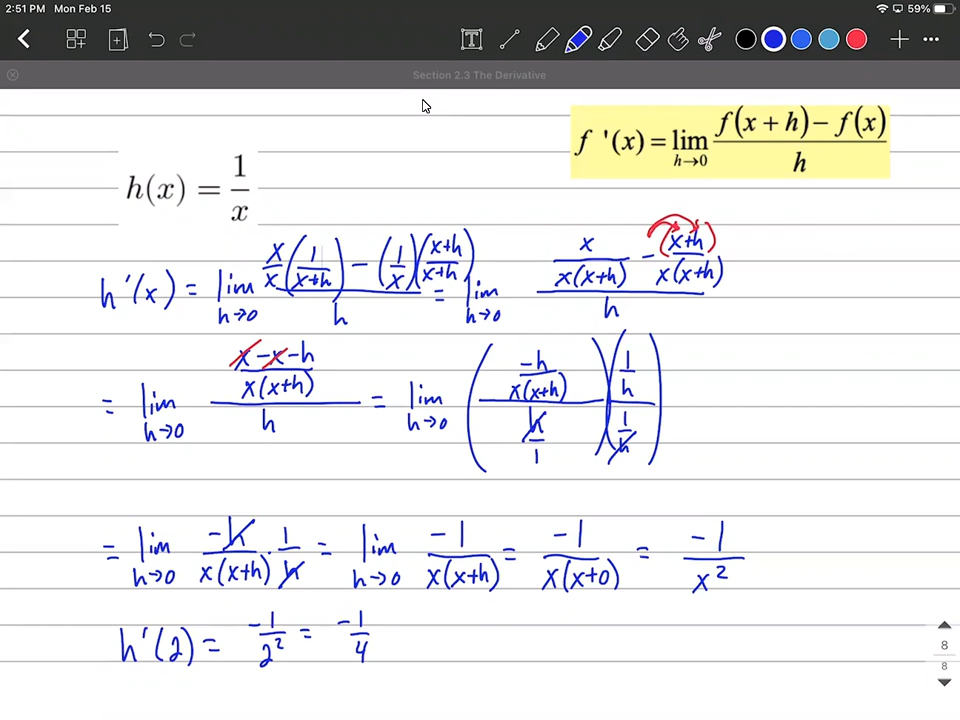 2:51 PM Mon Feb 15 59%
Section 2.3 The Derivative
f '(x) = lim h→0 (f(x + h) − f(x))/h
h(x) = 1/x
h'(x) = lim h→0 (x/x (1/(x+h)) − (1/x)((x+h)/(x+h)))/h = lim h→0 (x/(x(x+h)) − (x+h)/(x(x+h)))/h
= lim h→0 ((x−x−h)/(x(x+h)))/h = lim h→0 ((−h/(x(x+h)))/(h/1))((1/h)/(1/h))
= lim h→0 −h/(x(x+h)) · 1/h = lim h→0 −1/(x(x+h)) = −1/(x(x+0)) = −1/x²
h'(2) = −1/2² = −1/4
8
8